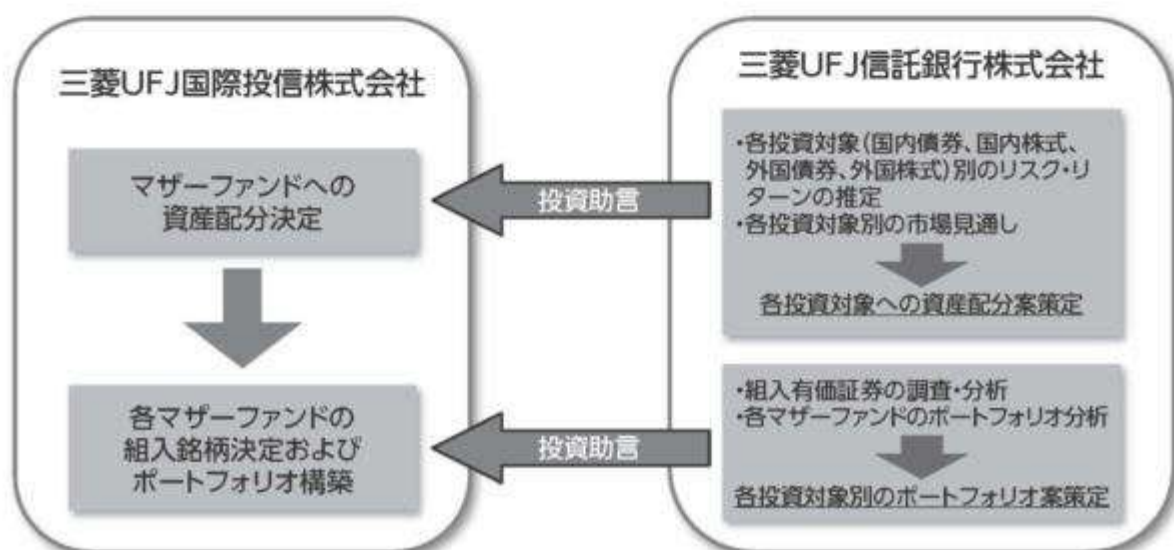 三菱UFJ国際投信株式会社
マザーファンドへの
資産配分決定
各マザーファンドの
組入銘柄決定および
ポートフォリオ構築
投資助言
投資助言
三菱UFJ信託銀行株式会社
・各投資対象(国内債券、国内株式、
外国債券、外国株式)別のリスク・リ
ターンの推定
・各投資対象別の市場見通し
各投資対象への資産配分案策定
・組入有価証券の調査・分析
・各マザーファンドのポートフォリオ分析
各投資対象別のポートフォリオ案策定